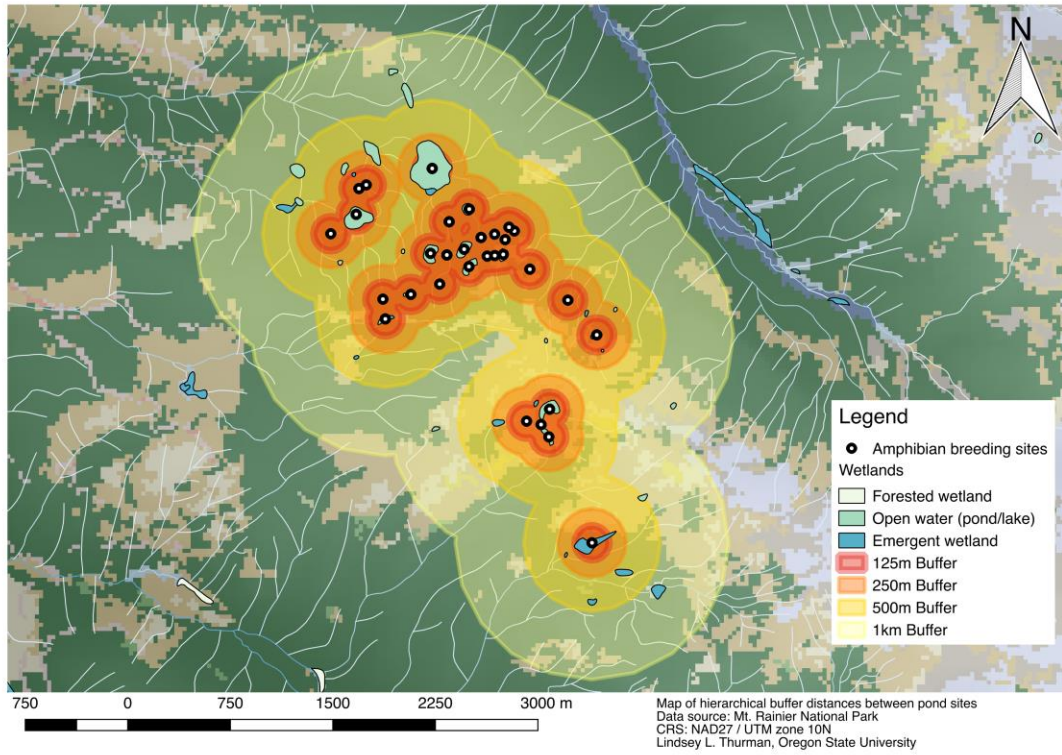 N
Legend
Amphibian breeding sites
Wetlands
Forested wetland
Open water (pond/lake)
Emergent wetland
125m Buffer
250m Buffer
500m Buffer
1km Buffer
750 0 750 1500 2250 3000 m
Map of hierarchical buffer distances between pond sites
Data source: Mt. Rainier National Park
CRS: NAD27 / UTM zone 10N
Lindsey L. Thurman, Oregon State University